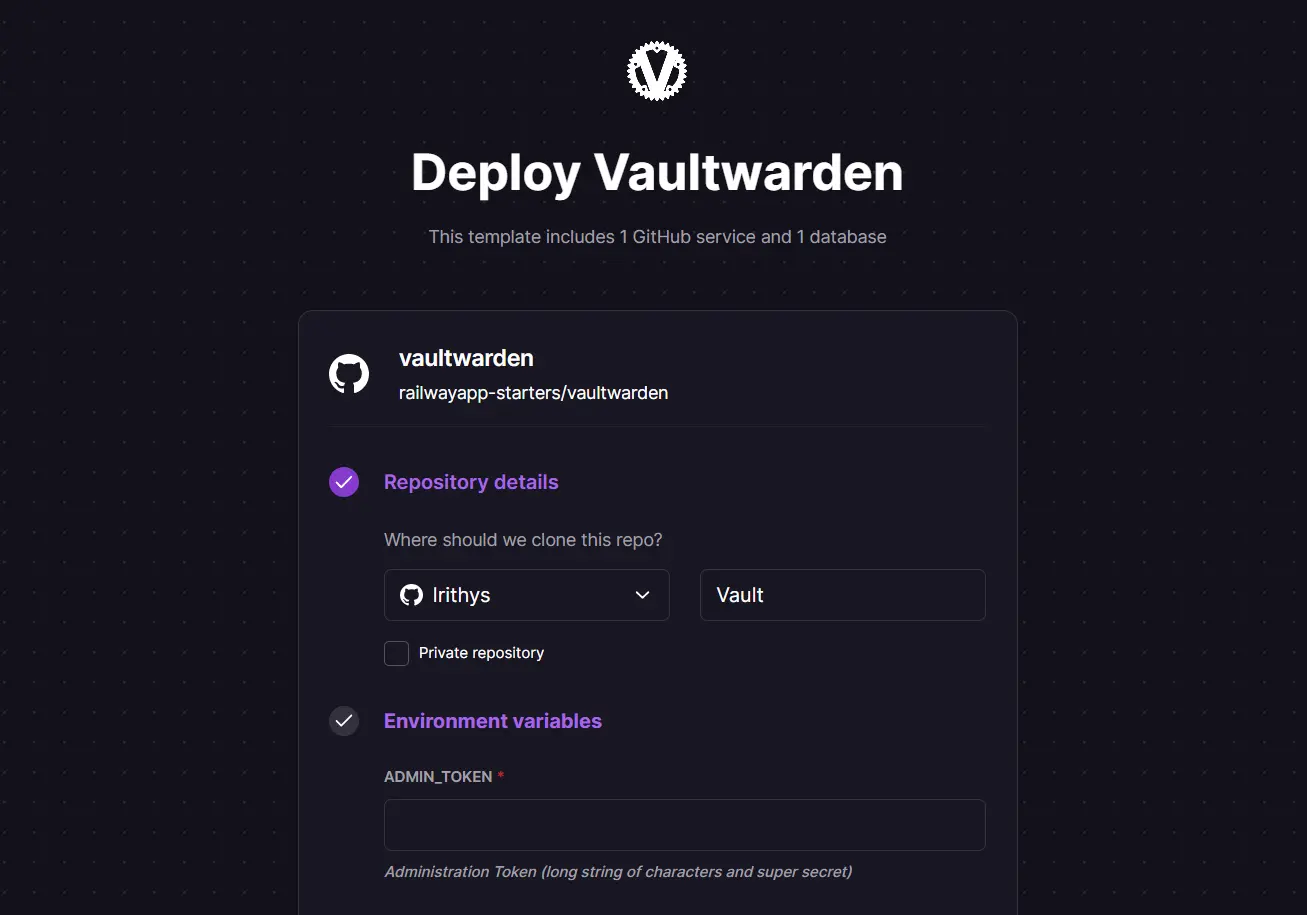 Deploy Vaultwarden
This template includes 1 GitHub service and 1 database
vaultwarden
railwayapp-starters/vaultwarden
Repository details
Where should we clone this repo?
Irithys
Vault
Private repository
Environment variables
ADMIN_TOKEN *
Administration Token (long string of characters and super secret)